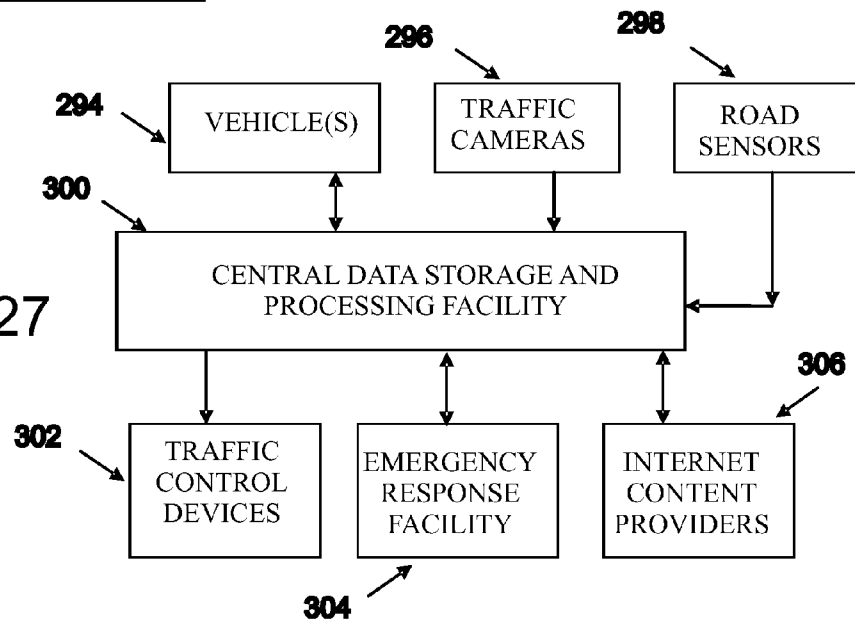 296
298
294
VEHICLE(S)
TRAFFIC
CAMERAS
ROAD
SENSORS
300
CENTRAL DATA STORAGE AND
PROCESSING FACILITY
27
306
302
TRAFFIC
CONTROL
DEVICES
EMERGENCY
RESPONSE
FACILITY
INTERNET
CONTENT
PROVIDERS
304